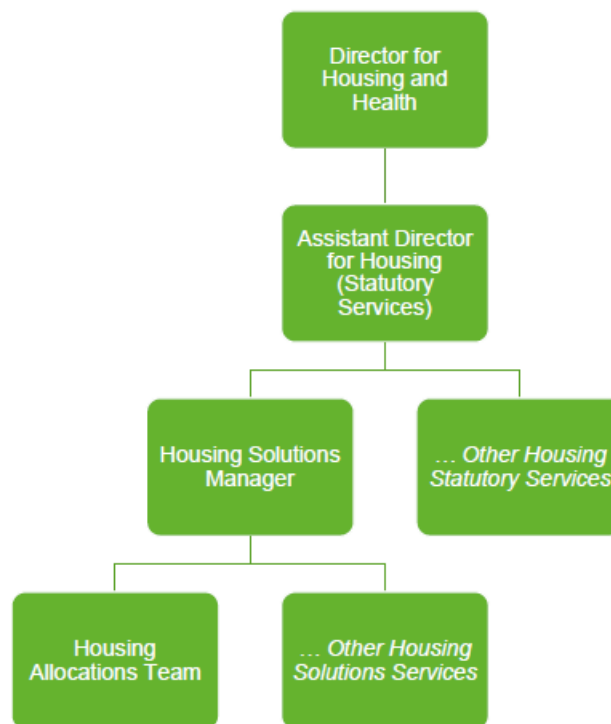 Director for
Housing and
Health
Assistant Director
for Housing
(Statutory
Services)
Housing Solutions
Manager
... Other Housing
Statutory Services
Housing
Allocations Team
... Other Housing
Solutions Services